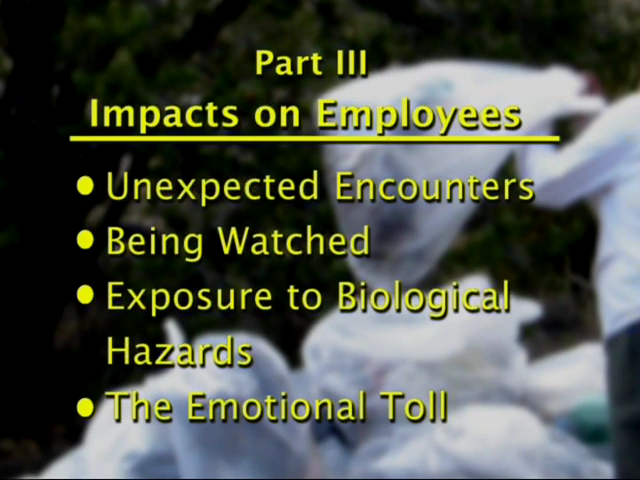 Part III
Impacts on Employees
• Unexpected Encounters
• Being Watched
• Exposure to Biological
Hazards
• The Emotional Toll